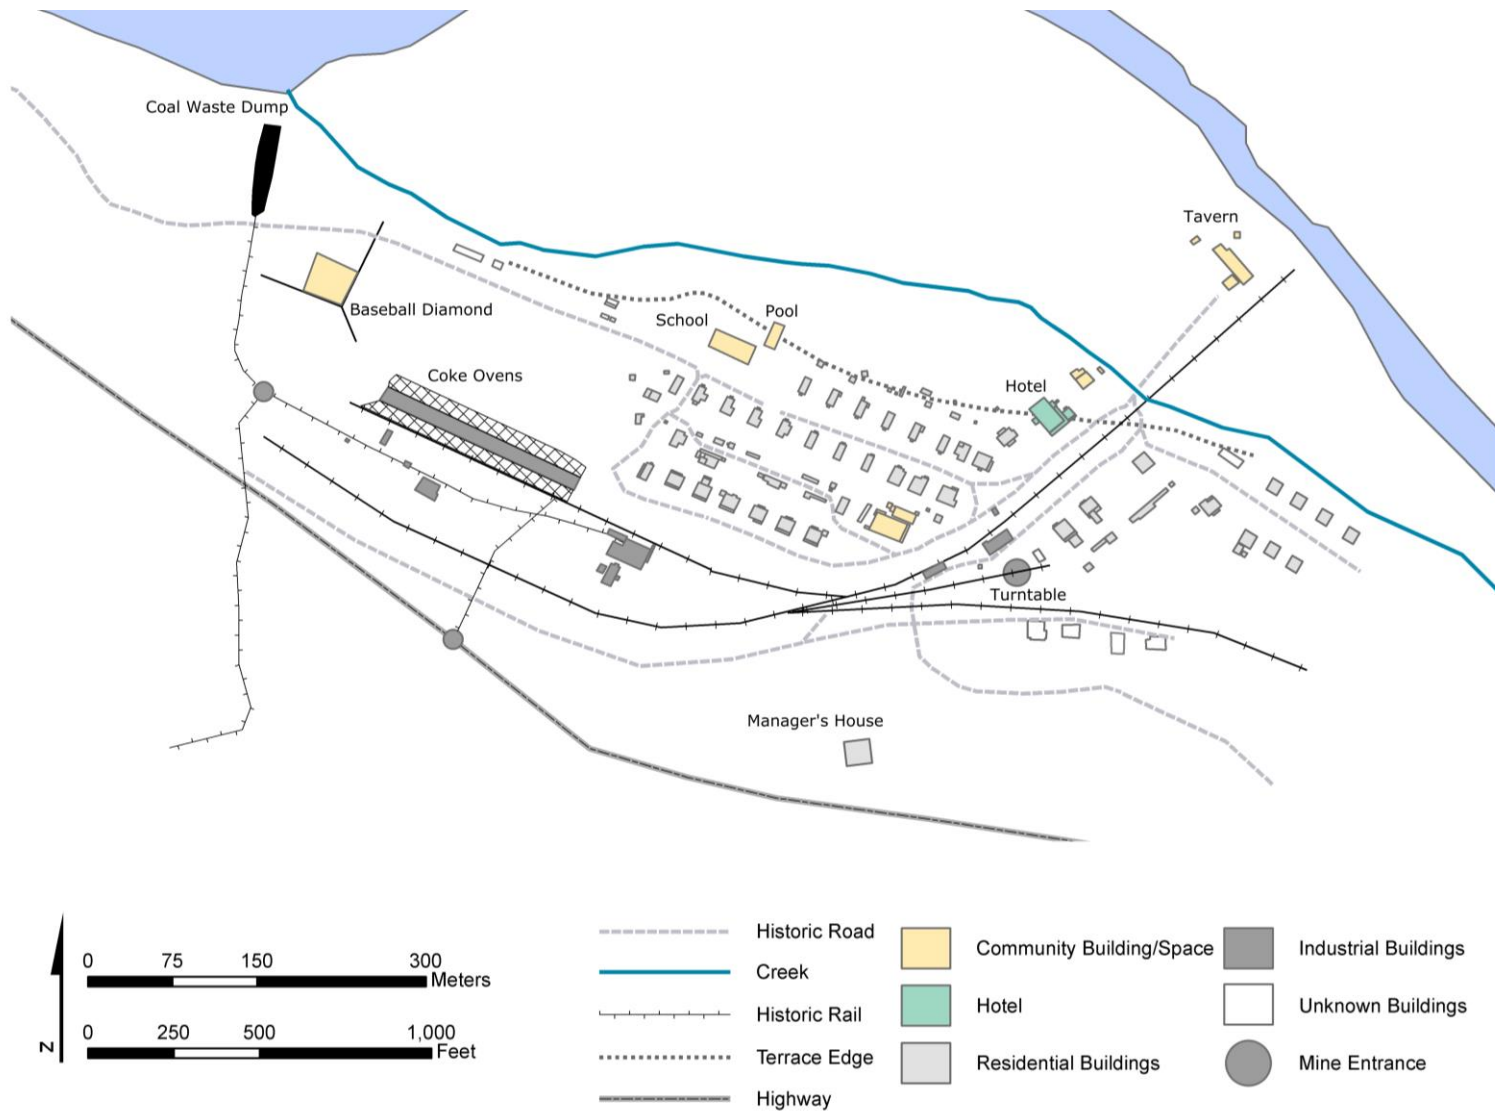 Coal Waste Dump
Tavern
Baseball Diamond
School
Pool
Coke Ovens
Hotel
Turntable
Manager's House
N
0 75 150 300
Meters
0 250 500 1,000
Feet
Historic Road
Creek
Historic Rail
Terrace Edge
Highway
Community Building/Space
Hotel
Residential Buildings
Industrial Buildings
Unknown Buildings
Mine Entrance